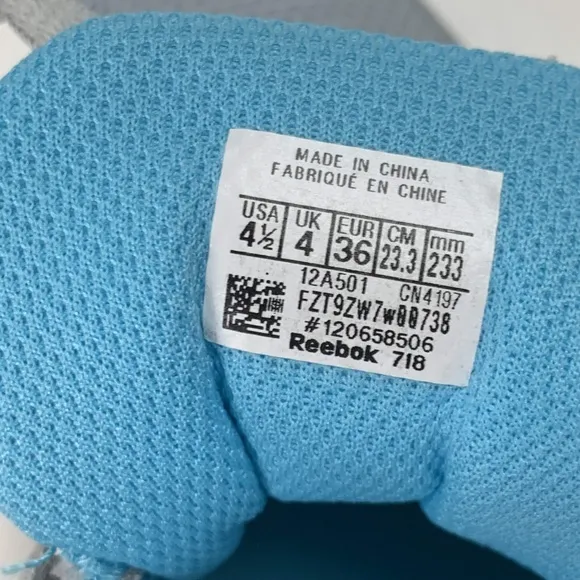 MADE IN CHINA
FABRIQUÉ EN CHINE
USA UK EUR CM mm
4½ 4 36 23.3 233
12A501 CN4197
FZT9ZW7w00738
#120658506
Reebok 718